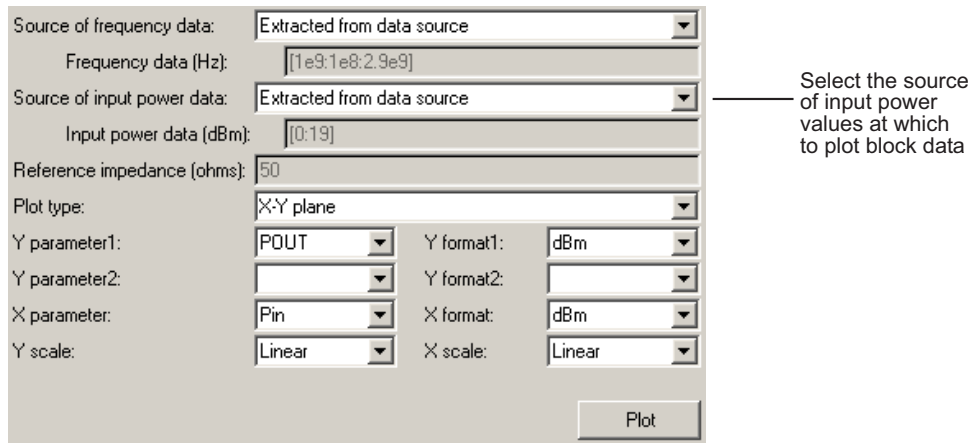 Source of frequency data: Extracted from data source
Frequency data (Hz): [1e9:1e8:2.9e9]
Source of input power data: Extracted from data source
Input power data (dBm): [0:19]
Reference impedance (ohms): 50
Plot type: X-Y plane
Y parameter1: POUT Y format1: dBm
Y parameter2: Y format2:
X parameter: Pin X format: dBm
Y scale: Linear X scale: Linear
Plot
Select the source
of input power
values at which
to plot block data